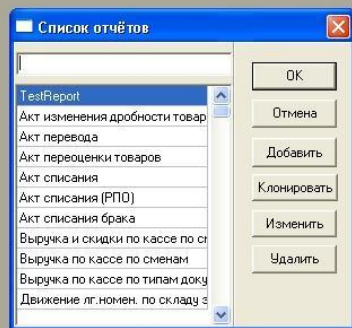 Список отчётов
TestReport
Акт изменения дробности товар
Акт перевода
Акт переоценки товаров
Акт списания
Акт списания (РПО)
Акт списания брака
Выручка и скидки по кассе по
Выручка по кассе по сменам
Выручка по кассе по типам доку
Движение лг.номен. по складу
OK
Отмена
Добавить
Клонировать
Изменить
Удалить